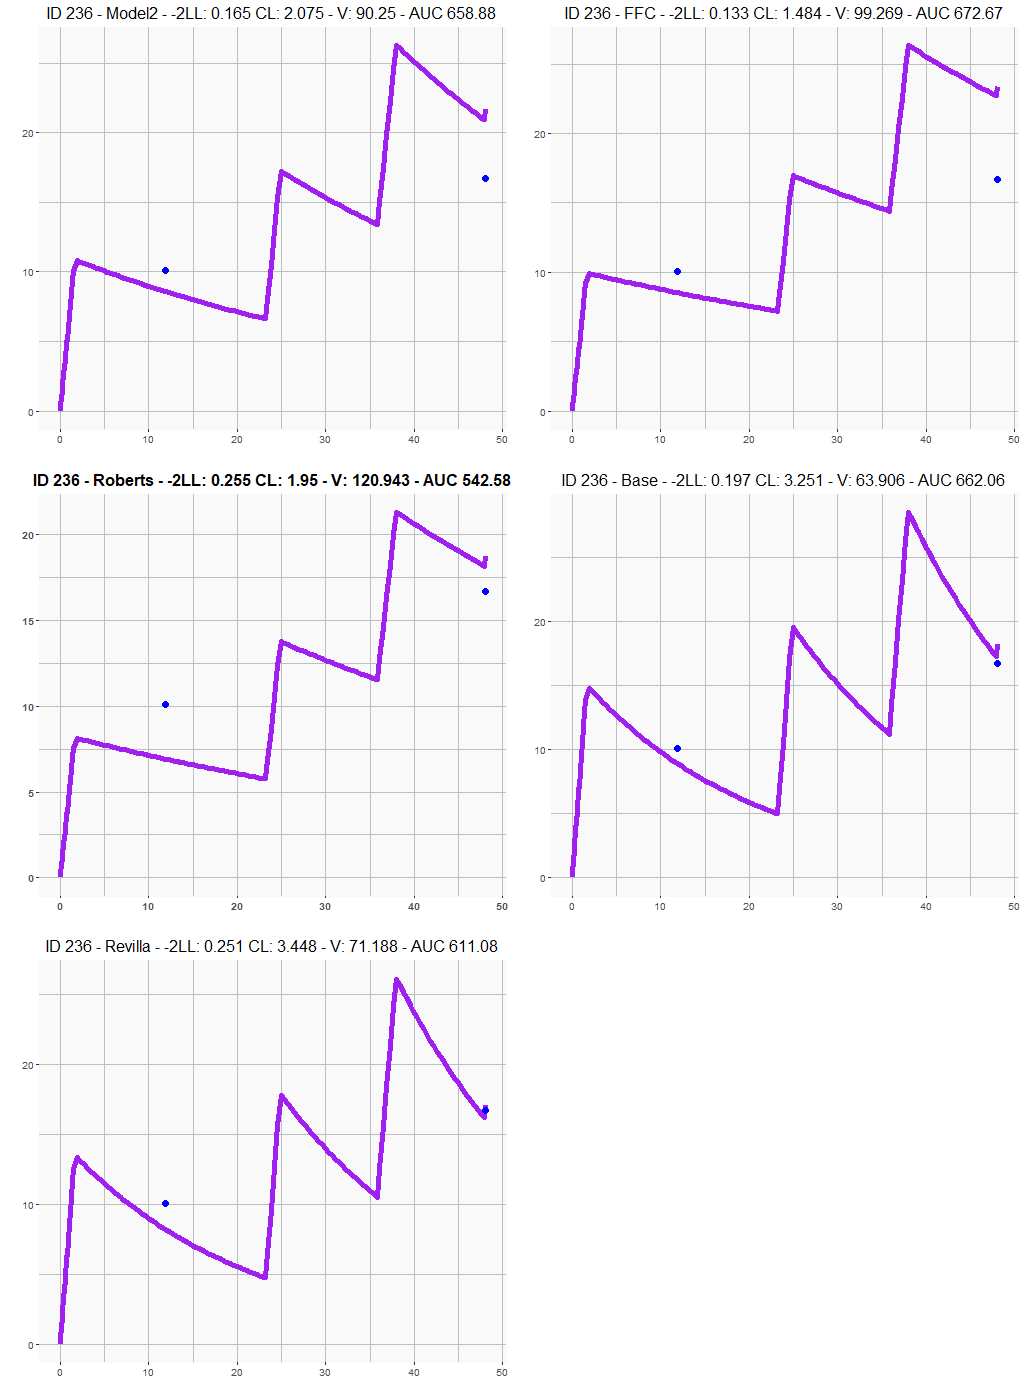 ID 236 - Model2 - -2LL: 0.165 CL: 2.075 - V: 90.25 - AUC 658.88
20
10
0
0 10 20 30 40 50
ID 236 - FFC - -2LL: 0.133 CL: 1.484 - V: 99.269 - AUC 672.67
20
10
0
0 10 20 30 40 50
ID 236 - Roberts - -2LL: 0.255 CL: 1.95 - V: 120.943 - AUC 542.58
20
15
10
5
0
0 10 20 30 40 50
ID 236 - Base - -2LL: 0.197 CL: 3.251 - V: 63.906 - AUC 662.06
20
10
0
0 10 20 30 40 50
ID 236 - Revilla - -2LL: 0.251 CL: 3.448 - V: 71.188 - AUC 611.08
20
10
0
0 10 20 30 40 50